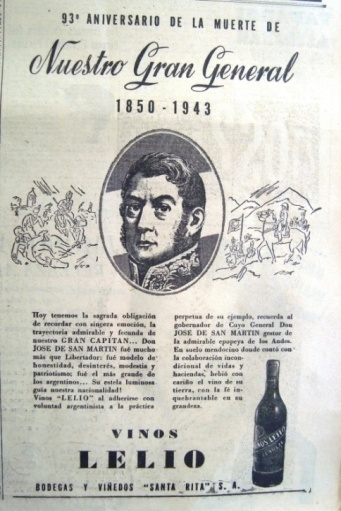 93º ANIVERSARIO DE LA MUERTE DE
Nuestro Gran General
1850 - 1943
Hoy tenemos la sagrada obligación
de recordar con sincera emoción, la
trayectoria admirable y fecunda de
nuestro GRAN CAPITAN... Don
JOSE DE SAN MARTIN fué mucho
más que Libertador: fué modelo de
honestidad, desinterés, modestia y
patriotismo; fué el más grande de
los argentinos... Su estela luminosa
guía nuestra nacionalidad!
Vinos "LELIO" al adherirse con
voluntad argentinista a la práctica
perpetua de su ejemplo, recuerda al
gobernador de Cuyo General Don
JOSE DE SAN MARTIN gestor de
la admirable epopeya de los Andes.
En suelo mendocino donde contó con
la colaboración incon-
dicional de vidas y
haciendas, bebió con
cariño el vino de su
tierra, con la fé in-
quebrantable en su
grandeza.
VINOS
LELIO
BODEGAS Y VIÑEDOS "SANTA RITA" S. A.
VINOS LELIO